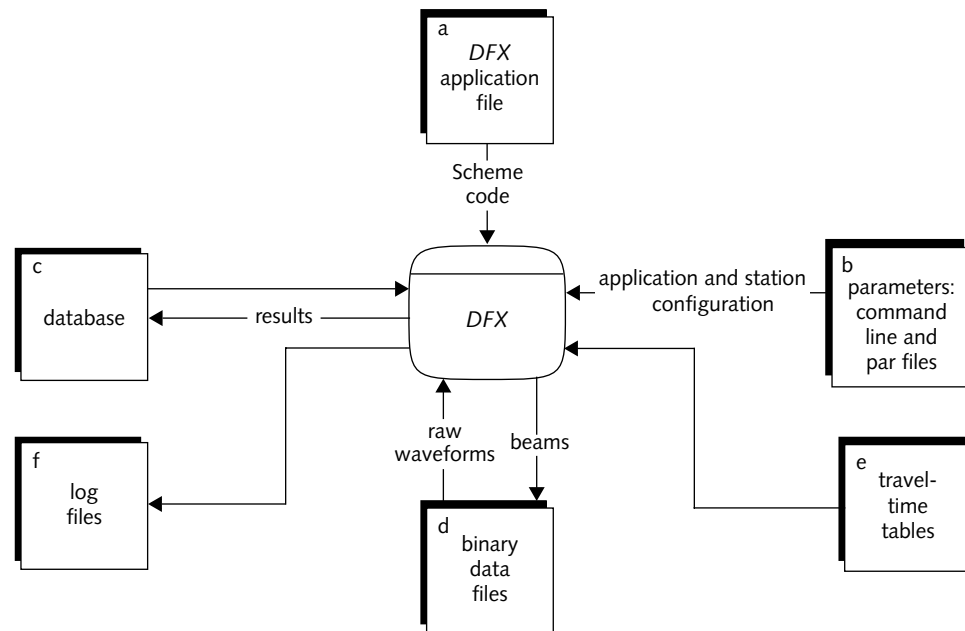 a
DFX
application
file
Scheme
code
c
database
results
DFX
application and station
configuration
b
parameters:
command
line and
par files
raw
waveforms
beams
f
log
files
d
binary
data
files
e
travel-
time
tables